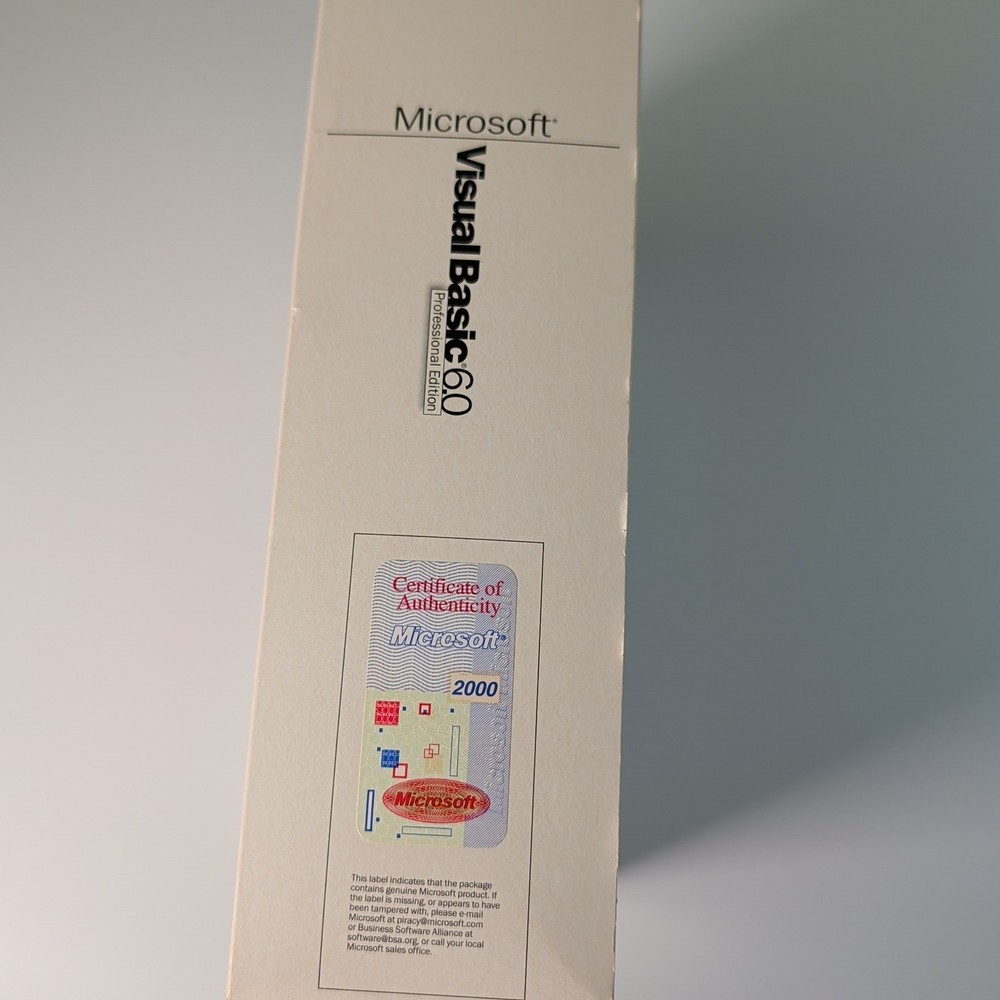 Microsoft®
Visual Basic® 6.0
Professional Edition
Certificate of
Authenticity
Microsoft®
2000
Microsoft
This label indicates that the package
contains genuine Microsoft product. If
the label is missing, or appears to have
been tampered with, please e-mail
Microsoft at piracy@microsoft.com
or Business Software Alliance at
software@bsa.org, or call your local
Microsoft sales office.